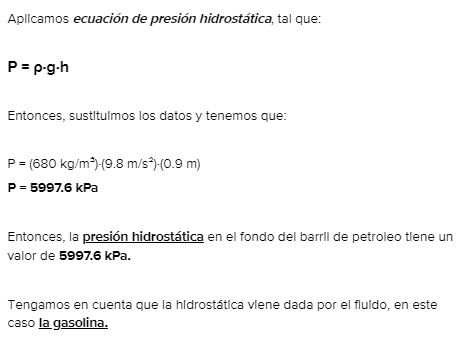 Aplicamos ecuación de presión hidrostática, tal que:
P = ρ·g·h
Entonces, sustituimos los datos y tenemos que:
P = (680 kg/m³)·(9.8 m/s²)·(0.9 m)
P = 5997.6 kPa
Entonces, la presión hidrostática en el fondo del barril de petroleo tiene un
valor de 5997.6 kPa.
Tengamos en cuenta que la hidrostática viene dada por el fluido, en este
caso la gasolina.